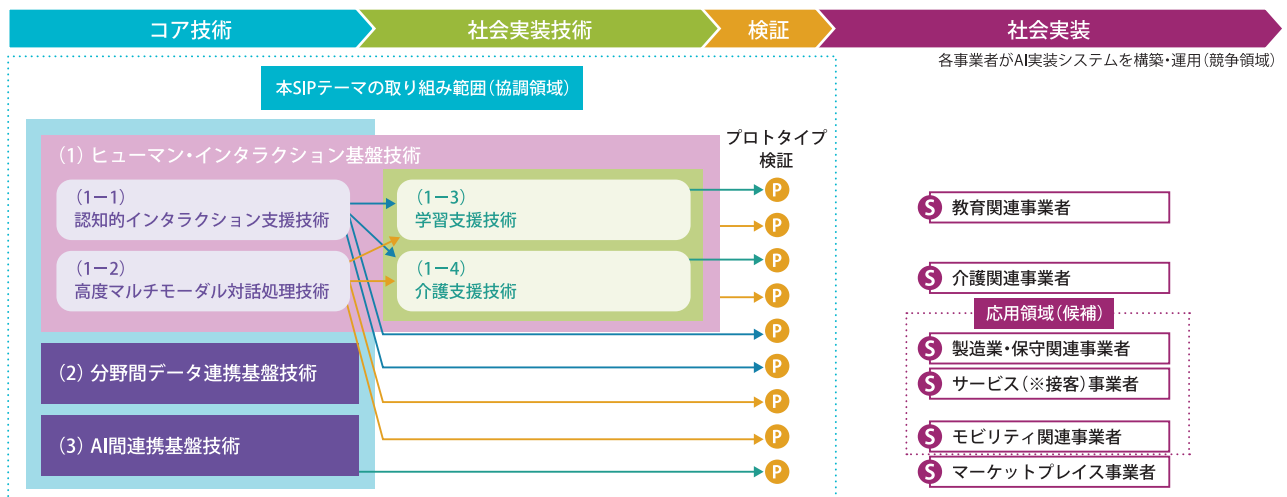 コア技術
社会実装技術
検証
社会実装
各事業者がAI実装システムを構築・運用(競争領域)
本SIPテーマの取り組み範囲(協調領域)
(1) ヒューマン・インタラクション基盤技術
プロトタイプ
検証
(1−1)
認知的インタラクション支援技術
(1−3)
学習支援技術
(1−2)
高度マルチモーダル対話処理技術
(1−4)
介護支援技術
(2) 分野間データ連携基盤技術
(3) AI間連携基盤技術
P
P
P
P
P
P
P
P
P
S 教育関連事業者
S 介護関連事業者
応用領域(候補)
S 製造業・保守関連事業者
S サービス(※接客)事業者
S モビリティ関連事業者
S マーケットプレイス事業者